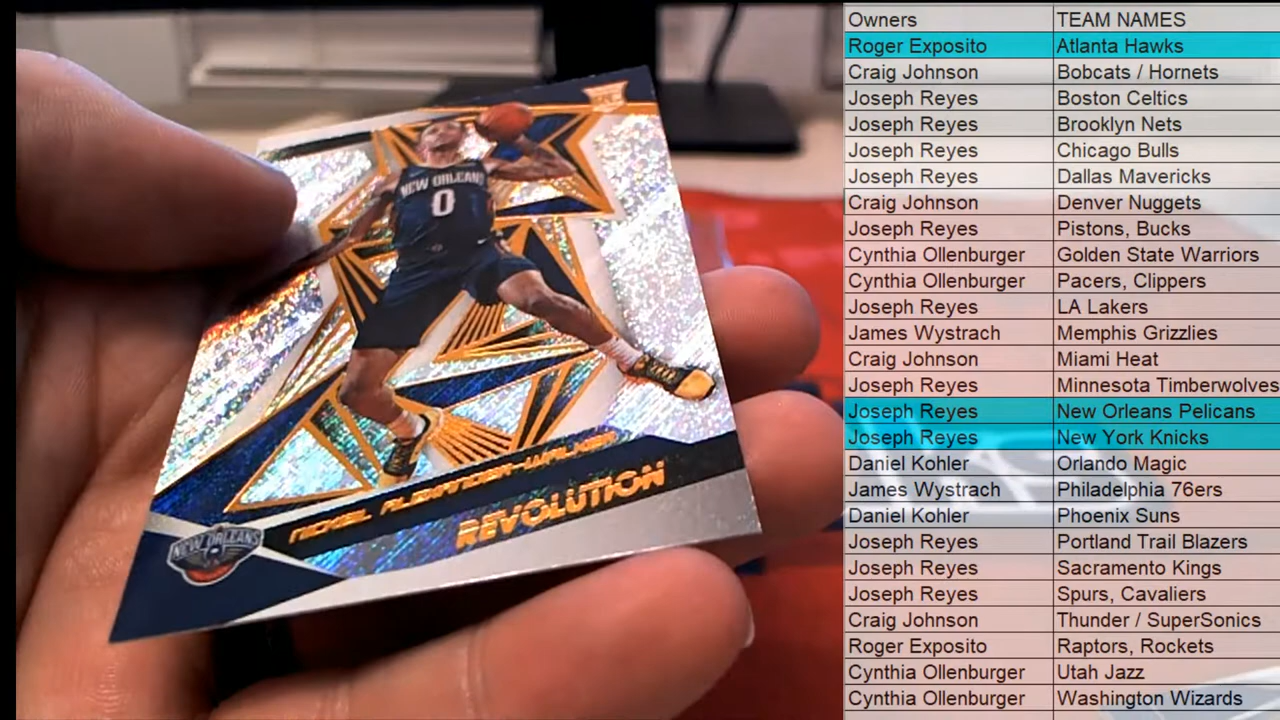 RC
NEW ORLEANS
0
NICKEIL ALEXANDER-WALKER
REVOLUTION
NEW ORLEANS
Owners TEAM NAMES
Roger Exposito Atlanta Hawks
Craig Johnson Bobcats / Hornets
Joseph Reyes Boston Celtics
Joseph Reyes Brooklyn Nets
Joseph Reyes Chicago Bulls
Joseph Reyes Dallas Mavericks
Craig Johnson Denver Nuggets
Joseph Reyes Pistons, Bucks
Cynthia Ollenburger Golden State Warriors
Cynthia Ollenburger Pacers, Clippers
Joseph Reyes LA Lakers
James Wystrach Memphis Grizzlies
Craig Johnson Miami Heat
Joseph Reyes Minnesota Timberwolves
Joseph Reyes New Orleans Pelicans
Joseph Reyes New York Knicks
Daniel Kohler Orlando Magic
James Wystrach Philadelphia 76ers
Daniel Kohler Phoenix Suns
Joseph Reyes Portland Trail Blazers
Joseph Reyes Sacramento Kings
Joseph Reyes Spurs, Cavaliers
Craig Johnson Thunder / SuperSonics
Roger Exposito Raptors, Rockets
Cynthia Ollenburger Utah Jazz
Cynthia Ollenburger Washington Wizards